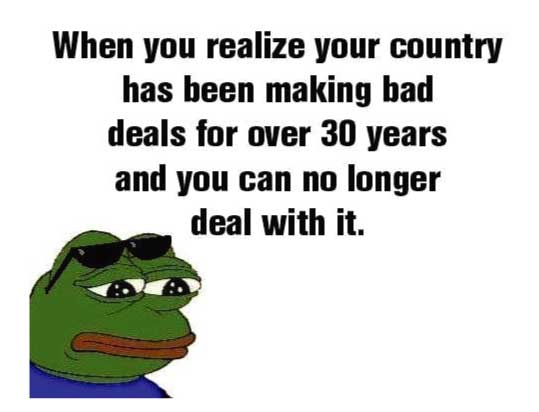 When you realize your country
has been making bad
deals for over 30 years
and you can no longer
deal with it.